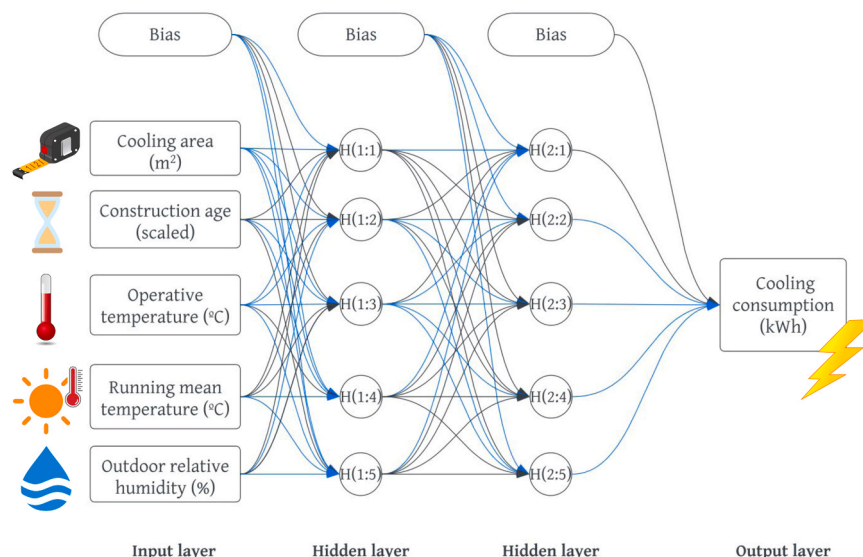 Bias
Bias
Bias
Cooling area
(m²)
H(1:1)
H(2:1)
Construction age
(scaled)
H(1:2)
H(2:2)
Operative
temperature (ºC)
H(1:3)
H(2:3)
Cooling
consumption
(kWh)
Running mean
temperature (ºC)
H(1:4)
H(2:4)
Outdoor relative
humidity (%)
H(1:5)
H(2:5)
Input layer
Hidden layer
Hidden layer
Output layer